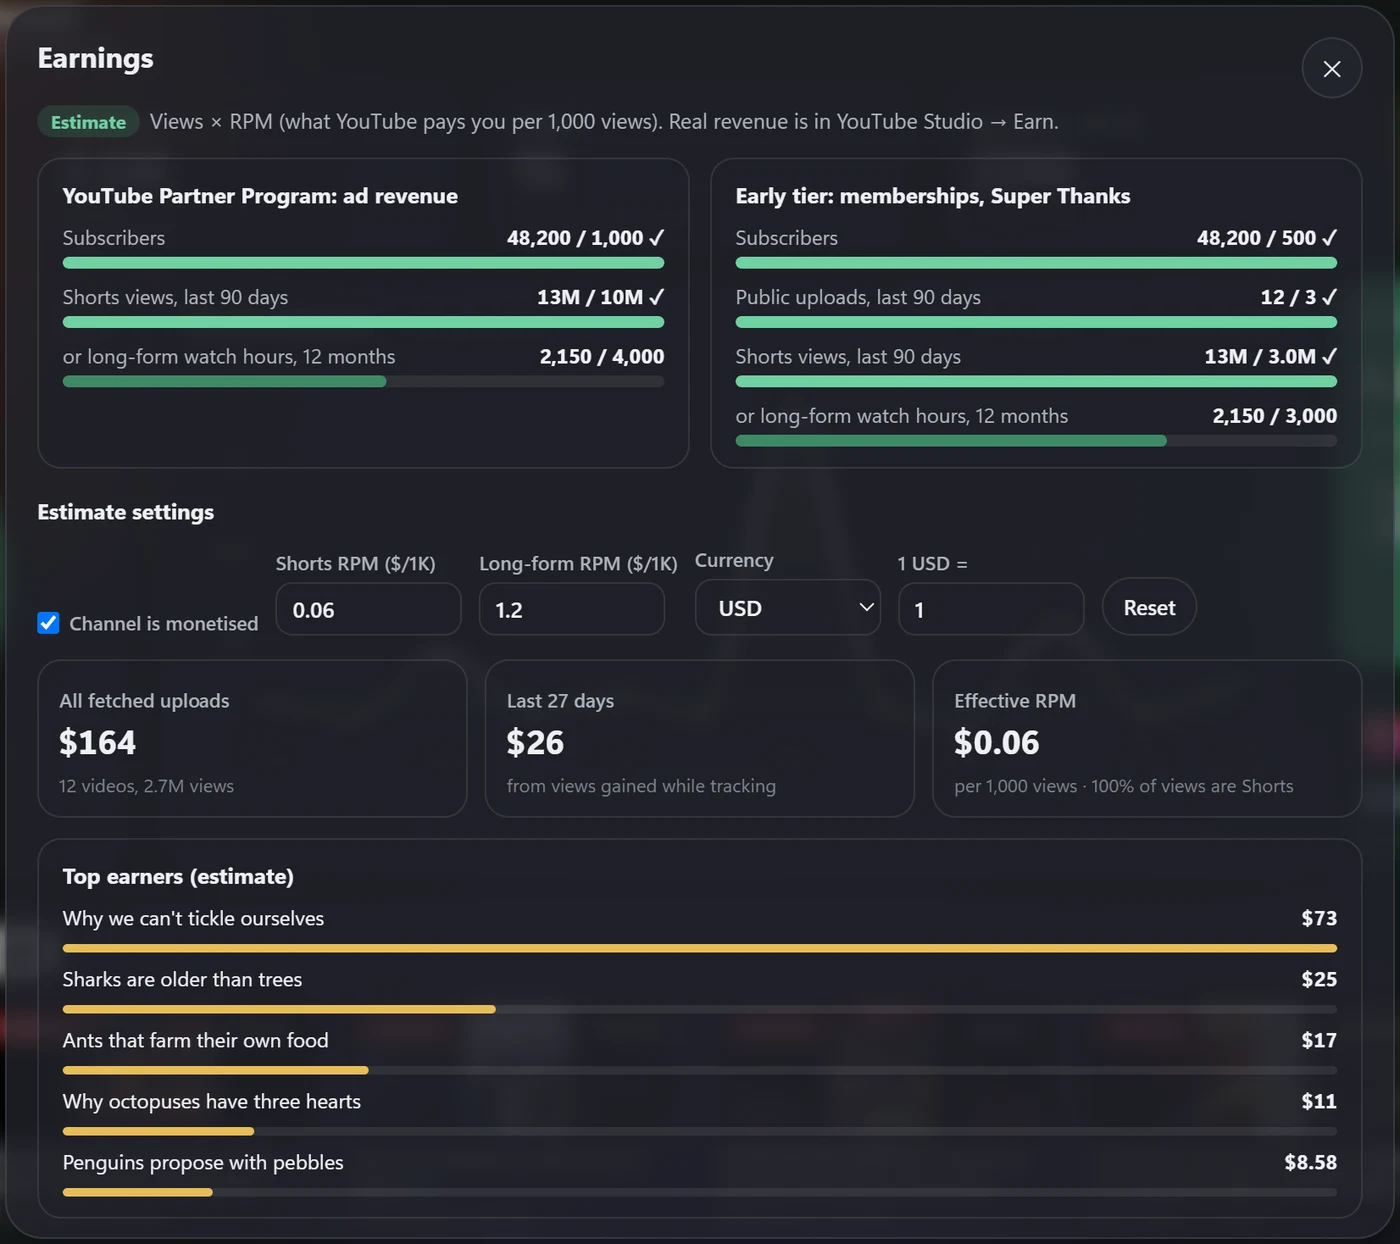 Earnings
Estimate Views × RPM (what YouTube pays you per 1,000 views). Real revenue is in YouTube Studio → Earn.
YouTube Partner Program: ad revenue
Subscribers 48,200 / 1,000 ✓
Shorts views, last 90 days 13M / 10M ✓
or long-form watch hours, 12 months 2,150 / 4,000
Early tier: memberships, Super Thanks
Subscribers 48,200 / 500 ✓
Public uploads, last 90 days 12 / 3 ✓
Shorts views, last 90 days 13M / 3.0M ✓
or long-form watch hours, 12 months 2,150 / 3,000
Estimate settings
Channel is monetised
Shorts RPM ($/1K)
0.06
Long-form RPM ($/1K)
1.2
Currency
USD
1 USD =
1
Reset
All fetched uploads
$164
12 videos, 2.7M views
Last 27 days
$26
from views gained while tracking
Effective RPM
$0.06
per 1,000 views · 100% of views are Shorts
Top earners (estimate)
Why we can't tickle ourselves $73
Sharks are older than trees $25
Ants that farm their own food $17
Why octopuses have three hearts $11
Penguins propose with pebbles $8.58